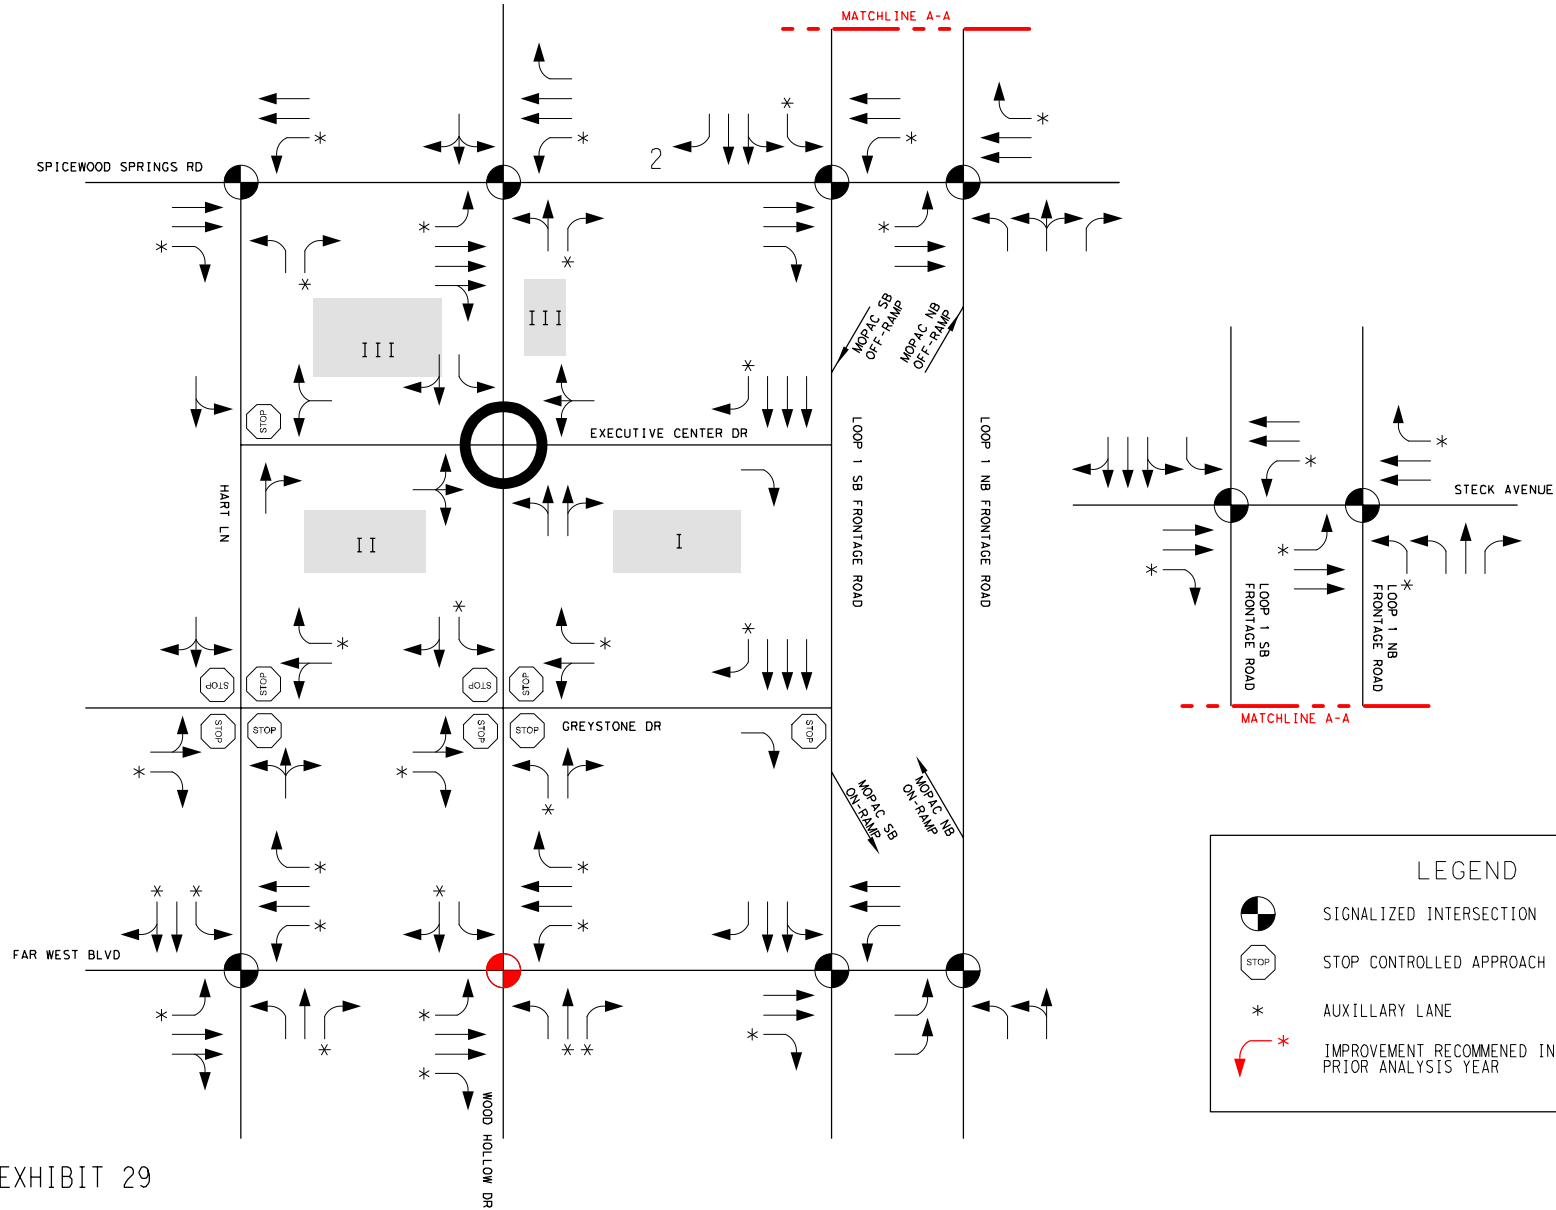 MATCHLINE A-A
SPICEWOOD SPRINGS RD
2
III
III
MOPAC SB
OFF-RAMP
MOPAC NB
OFF-RAMP
STOP
EXECUTIVE CENTER DR
HART LN
LOOP 1 SB FRONTAGE ROAD
LOOP 1 NB FRONTAGE ROAD
STECK AVENUE
II
I
LOOP 1 SB
FRONTAGE ROAD
LOOP 1 NB
FRONTAGE ROAD
MATCHLINE A-A
STOP
STOP
STOP
STOP
STOP
STOP
STOP
STOP
GREYSTONE DR
STOP
MOPAC SB
ON-RAMP
MOPAC NB
ON-RAMP
FAR WEST BLVD
WOOD HOLLOW DR
LEGEND
SIGNALIZED INTERSECTION
STOP
STOP CONTROLLED APPROACH
* AUXILLARY LANE
* IMPROVEMENT RECOMMENED IN
PRIOR ANALYSIS YEAR
EXHIBIT 29